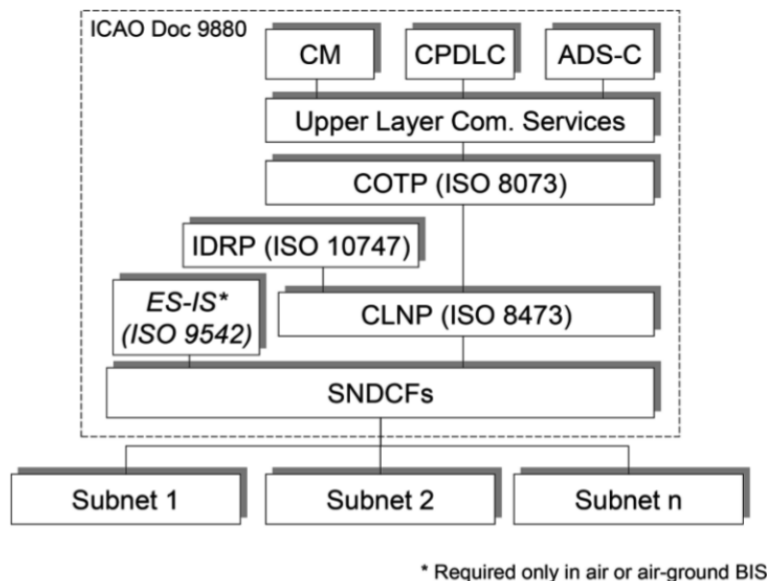 ICAO Doc 9880
CM
CPDLC
ADS-C
Upper Layer Com. Services
COTP (ISO 8073)
IDRP (ISO 10747)
ES-IS*
(ISO 9542)
CLNP (ISO 8473)
SNDCFs
Subnet 1
Subnet 2
Subnet n
* Required only in air or air-ground BIS